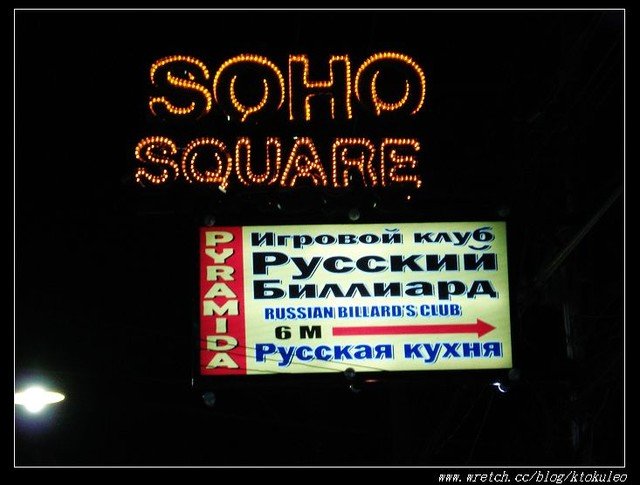 SOHO
SQUARE
PYRAMIDA
Игровой клуб
Русский
Биллиард
RUSSIAN BILLARD'S CLUB
6 М
Русская кухня
www.wretch.cc/blog/ktokuleo